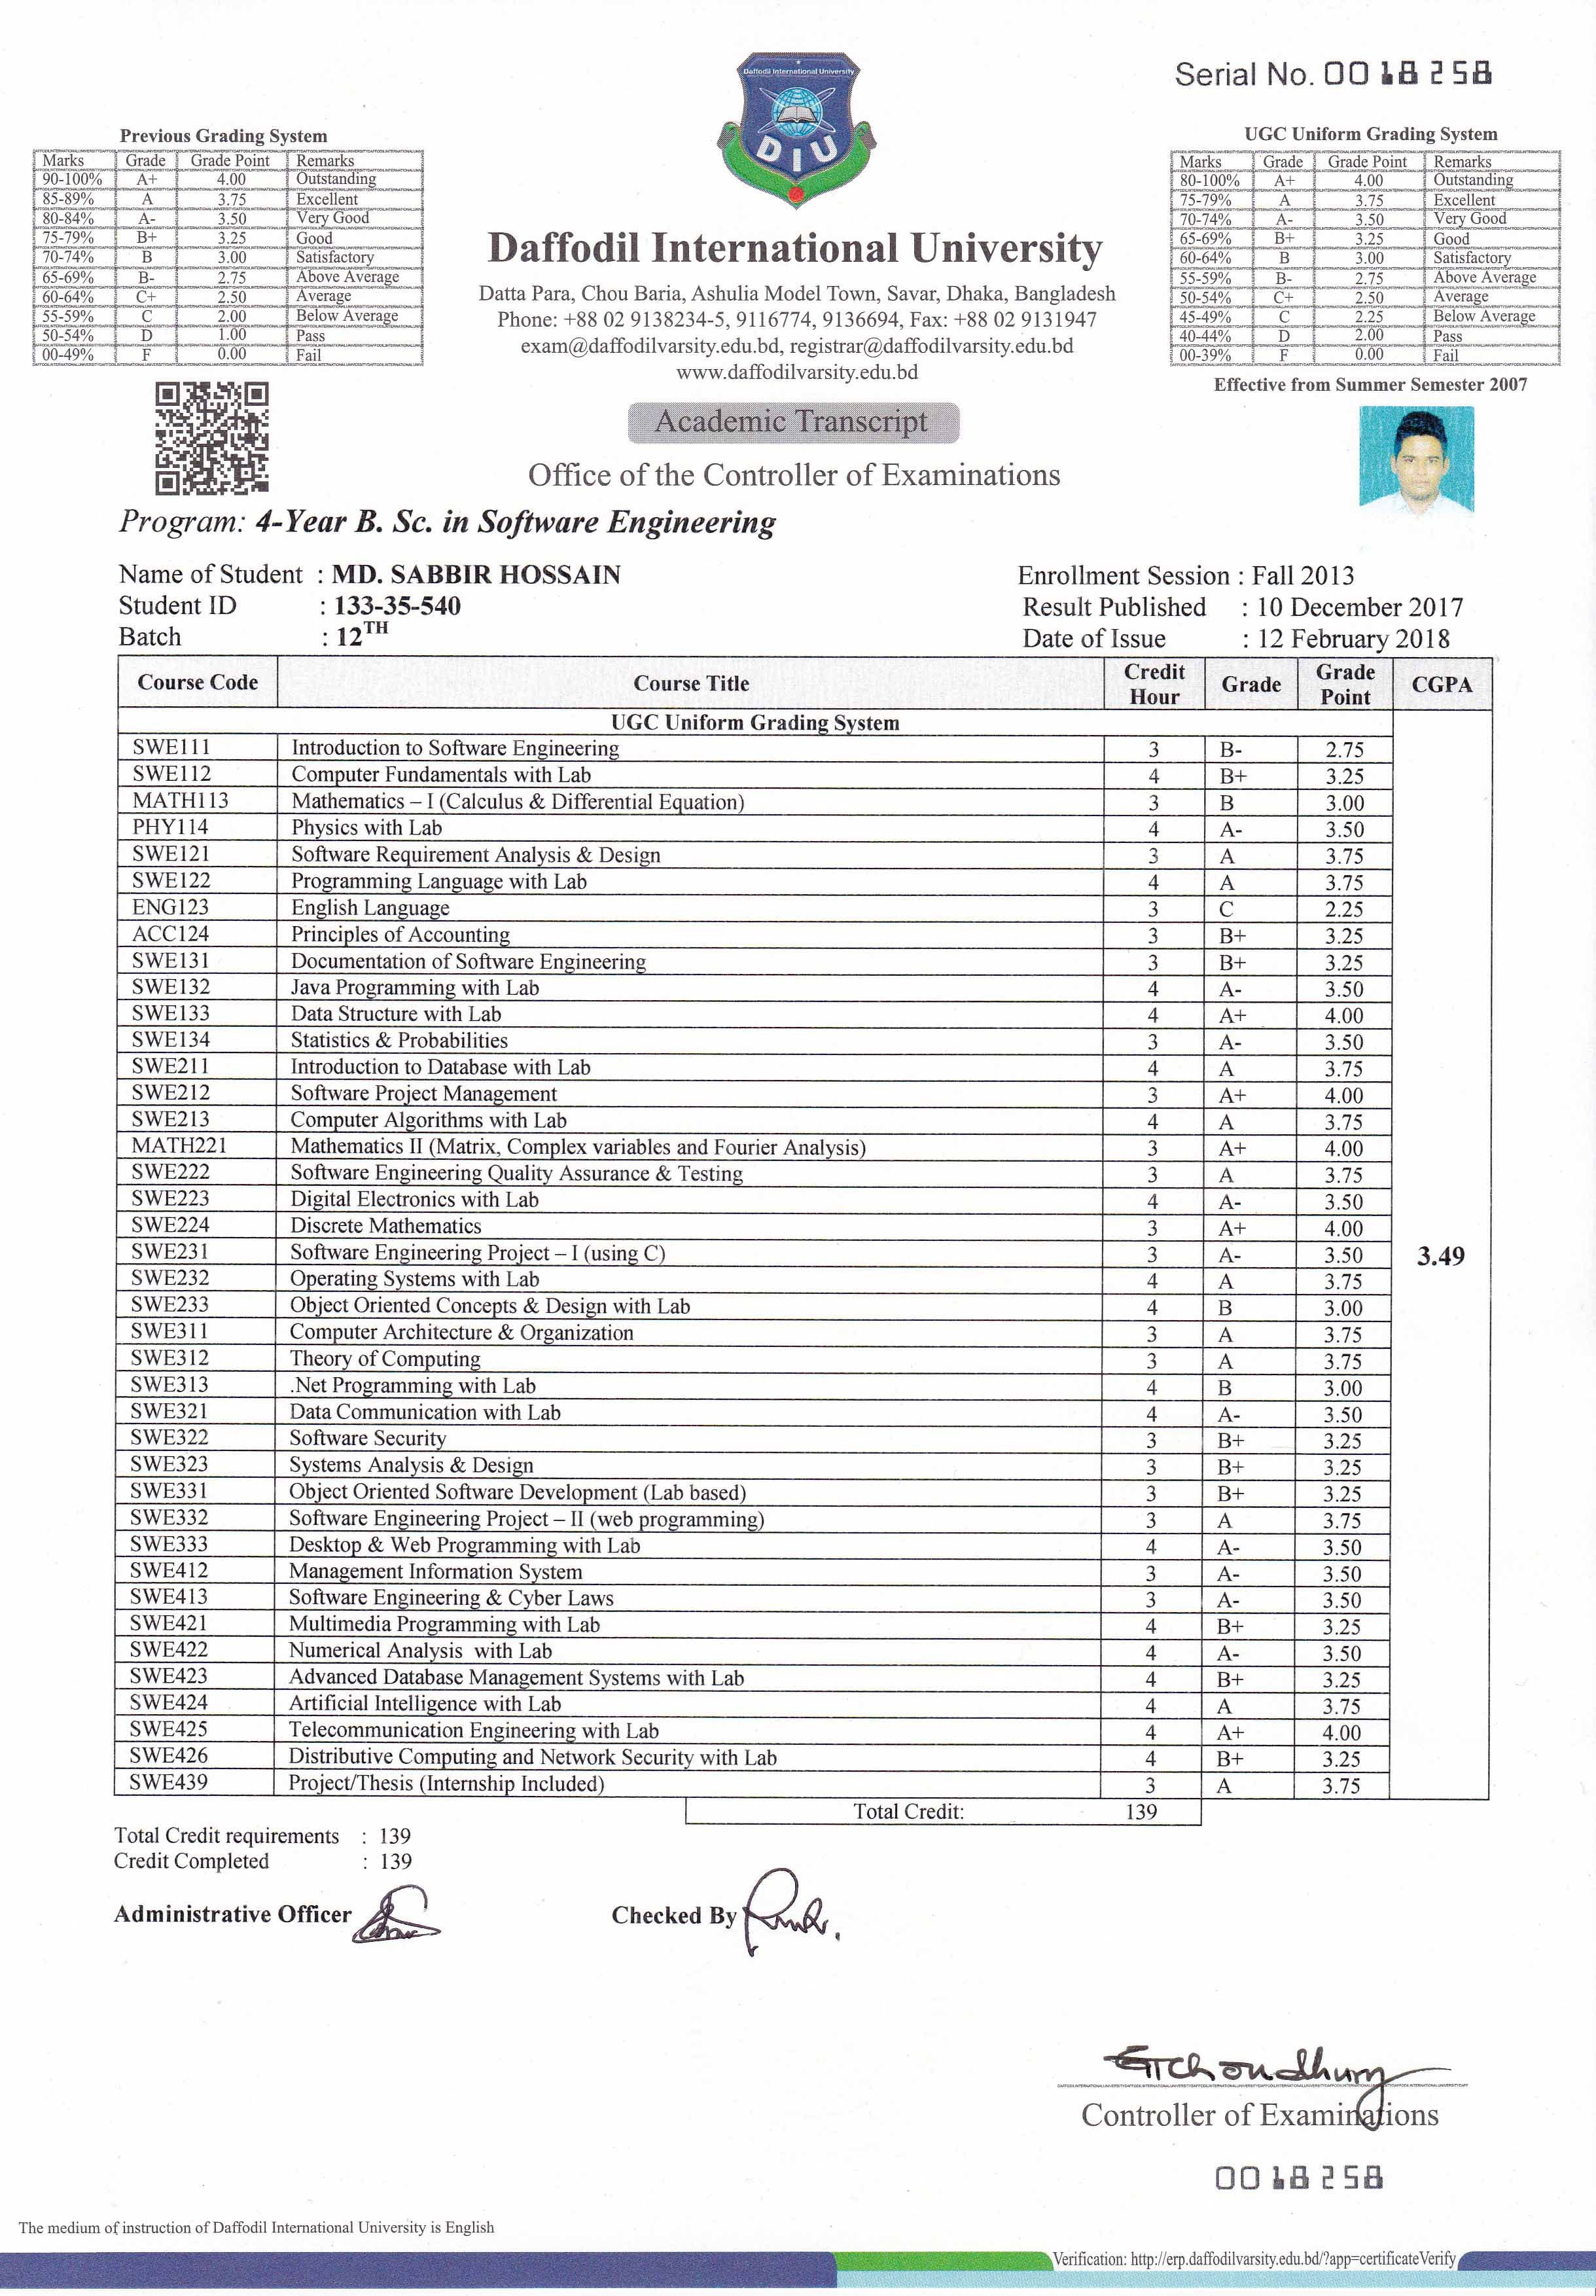 Serial No. 0018258
Daffodil International University
DIU
Previous Grading System
Marks Grade Grade Point Remarks
90-100% A+ 4.00 Outstanding
85-89% A 3.75 Excellent
80-84% A- 3.50 Very Good
75-79% B+ 3.25 Good
70-74% B 3.00 Satisfactory
65-69% B- 2.75 Above Average
60-64% C+ 2.50 Average
55-59% C 2.00 Below Average
50-54% D 1.00 Pass
00-49% F 0.00 Fail
UGC Uniform Grading System
Marks Grade Grade Point Remarks
80-100% A+ 4.00 Outstanding
75-79% A 3.75 Excellent
70-74% A- 3.50 Very Good
65-69% B+ 3.25 Good
60-64% B 3.00 Satisfactory
55-59% B- 2.75 Above Average
50-54% C+ 2.50 Average
45-49% C 2.25 Below Average
40-44% D 2.00 Pass
00-39% F 0.00 Fail
Effective from Summer Semester 2007
Daffodil International University
Datta Para, Chou Baria, Ashulia Model Town, Savar, Dhaka, Bangladesh
Phone: +88 02 9138234-5, 9116774, 9136694, Fax: +88 02 9131947
exam@daffodilvarsity.edu.bd, registrar@daffodilvarsity.edu.bd
www.daffodilvarsity.edu.bd
Academic Transcript
Office of the Controller of Examinations
Program: 4-Year B. Sc. in Software Engineering
Name of Student : MD. SABBIR HOSSAIN Enrollment Session : Fall 2013
Student ID : 133-35-540 Result Published : 10 December 2017
Batch : 12TH Date of Issue : 12 February 2018
Course Code Course Title Credit Hour Grade Grade Point CGPA
UGC Uniform Grading System
SWE111 Introduction to Software Engineering 3 B- 2.75
SWE112 Computer Fundamentals with Lab 4 B+ 3.25
MATH113 Mathematics – I (Calculus & Differential Equation) 3 B 3.00
PHY114 Physics with Lab 4 A- 3.50
SWE121 Software Requirement Analysis & Design 3 A 3.75
SWE122 Programming Language with Lab 4 A 3.75
ENG123 English Language 3 C 2.25
ACC124 Principles of Accounting 3 B+ 3.25
SWE131 Documentation of Software Engineering 3 B+ 3.25
SWE132 Java Programming with Lab 4 A- 3.50
SWE133 Data Structure with Lab 4 A+ 4.00
SWE134 Statistics & Probabilities 3 A- 3.50
SWE211 Introduction to Database with Lab 4 A 3.75
SWE212 Software Project Management 3 A+ 4.00
SWE213 Computer Algorithms with Lab 4 A 3.75
MATH221 Mathematics II (Matrix, Complex variables and Fourier Analysis) 3 A+ 4.00
SWE222 Software Engineering Quality Assurance & Testing 3 A 3.75
SWE223 Digital Electronics with Lab 4 A- 3.50
SWE224 Discrete Mathematics 3 A+ 4.00
SWE231 Software Engineering Project – I (using C) 3 A- 3.50 3.49
SWE232 Operating Systems with Lab 4 A 3.75
SWE233 Object Oriented Concepts & Design with Lab 4 B 3.00
SWE311 Computer Architecture & Organization 3 A 3.75
SWE312 Theory of Computing 3 A 3.75
SWE313 .Net Programming with Lab 4 B 3.00
SWE321 Data Communication with Lab 4 A- 3.50
SWE322 Software Security 3 B+ 3.25
SWE323 Systems Analysis & Design 3 B+ 3.25
SWE331 Object Oriented Software Development (Lab based) 3 B+ 3.25
SWE332 Software Engineering Project – II (web programming) 3 A 3.75
SWE333 Desktop & Web Programming with Lab 4 A- 3.50
SWE412 Management Information System 3 A- 3.50
SWE413 Software Engineering & Cyber Laws 3 A- 3.50
SWE421 Multimedia Programming with Lab 4 B+ 3.25
SWE422 Numerical Analysis with Lab 4 A- 3.50
SWE423 Advanced Database Management Systems with Lab 4 B+ 3.25
SWE424 Artificial Intelligence with Lab 4 A 3.75
SWE425 Telecommunication Engineering with Lab 4 A+ 4.00
SWE426 Distributive Computing and Network Security with Lab 4 B+ 3.25
SWE439 Project/Thesis (Internship Included) 3 A 3.75
Total Credit: 139
Total Credit requirements : 139
Credit Completed : 139
Administrative Officer Checked By
Choudhury
Controller of Examinations
0018258
The medium of instruction of Daffodil International University is English
Verification: http://erp.daffodilvarsity.edu.bd/?app=certificateVerify